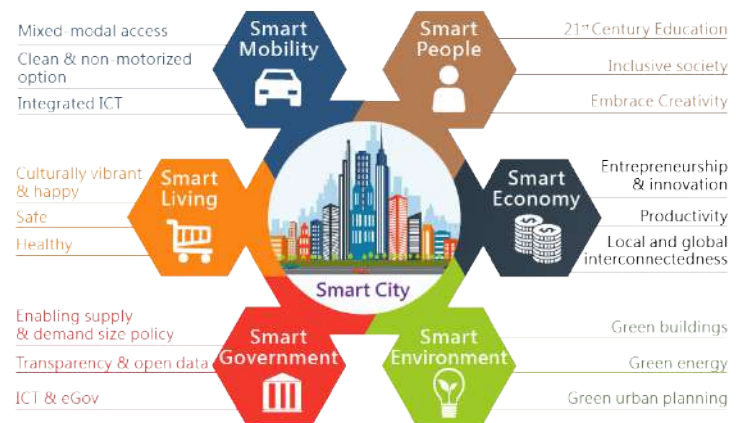 Mixed-modal access
Clean & non-motorized
option
Integrated ICT
Smart
Mobility
Smart
People
21st Century Education
Inclusive society
Embrace Creativity
Culturally vibrant
& happy
Safe
Healthy
Smart
Living
Smart City
Smart
Economy
Entrepreneurship
& innovation
Productivity
Local and global
interconnectedness
Enabling supply
& demand size policy
Transparency & open data
ICT & eGov
Smart
Government
Smart
Environment
Green buildings
Green energy
Green urban planning